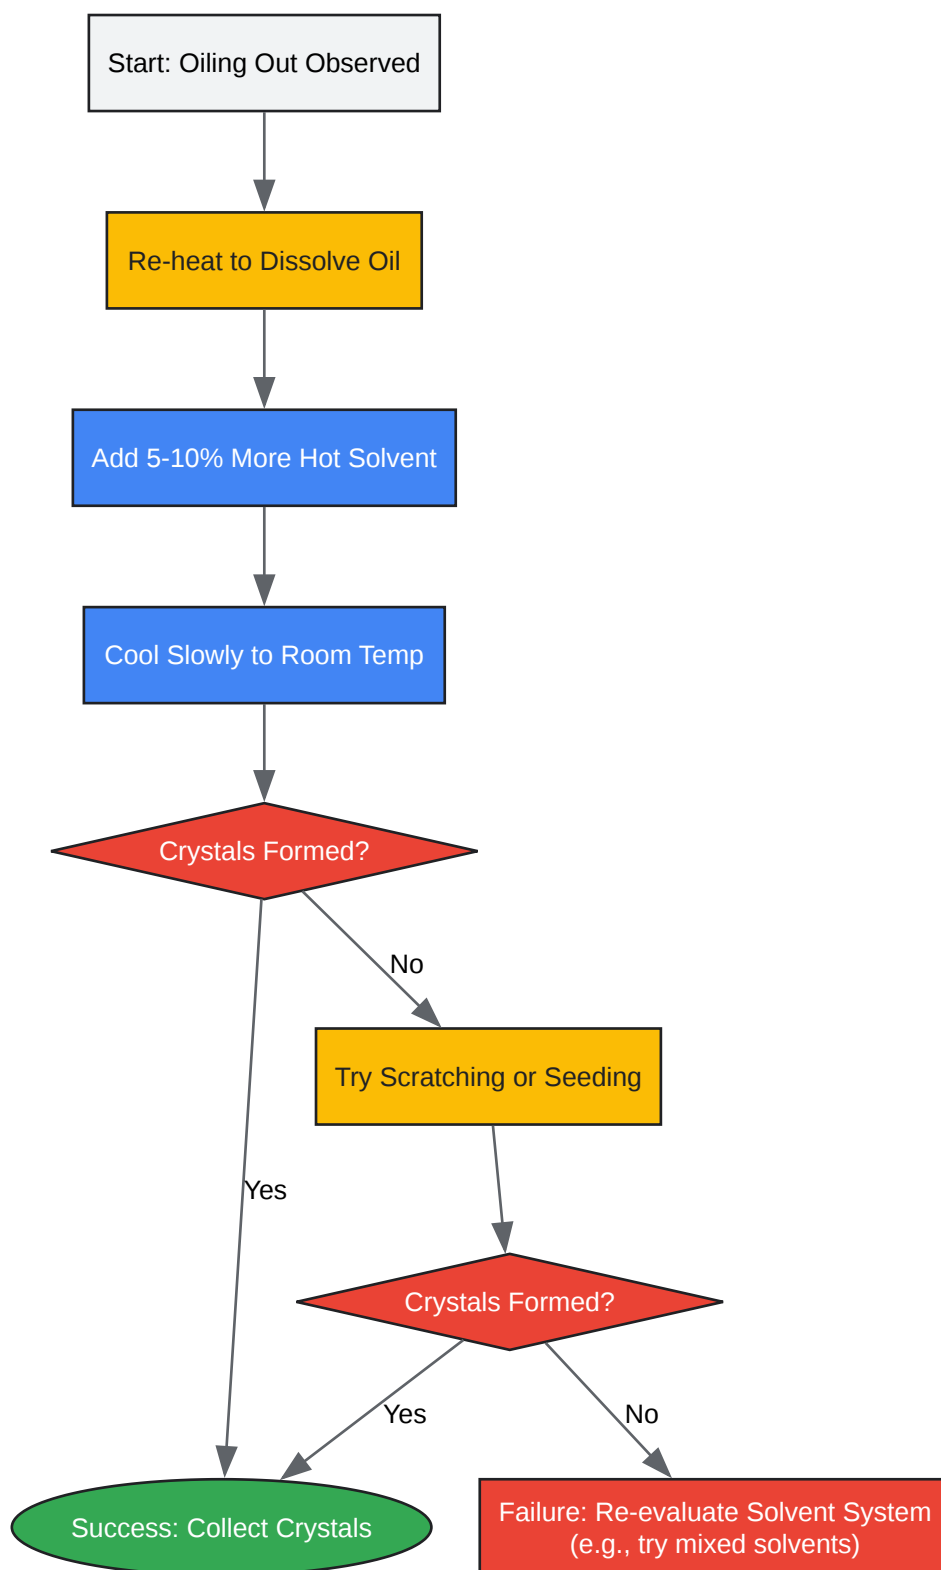 Start: Oiling Out Observed
Re-heat to Dissolve Oil
Add 5-10% More Hot Solvent
Cool Slowly to Room Temp
Crystals Formed?
No
Try Scratching or Seeding
Yes
Crystals Formed?
Yes
No
Success: Collect Crystals
Failure: Re-evaluate Solvent System
(e.g., try mixed solvents)